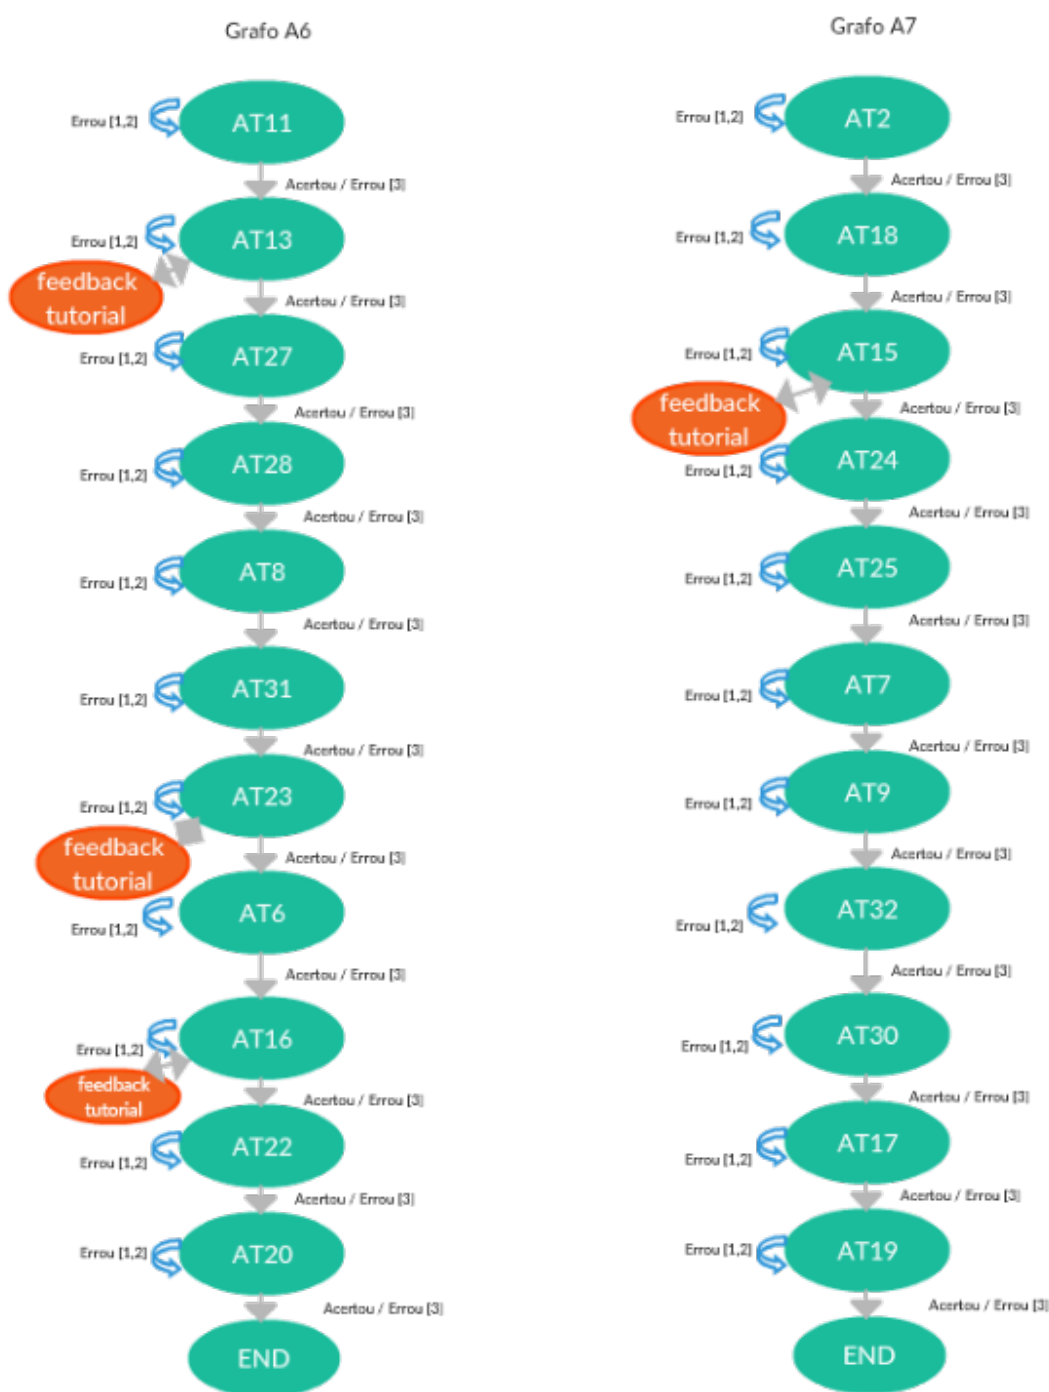 Grafo A6
Errou [1,2]
AT11
Acertou / Errou [3]
Errou [1,2]
AT13
feedback
tutorial
Acertou / Errou [3]
Errou [1,2]
AT27
Acertou / Errou [3]
Errou [1,2]
AT28
Acertou / Errou [3]
Errou [1,2]
AT8
Acertou / Errou [3]
Errou [1,2]
AT31
Acertou / Errou [3]
Errou [1,2]
AT23
feedback
tutorial
Acertou / Errou [3]
Errou [1,2]
AT6
Acertou / Errou [3]
Errou [1,2]
AT16
feedback
tutorial
Acertou / Errou [3]
Errou [1,2]
AT22
Acertou / Errou [3]
Errou [1,2]
AT20
Acertou / Errou [3]
END
Grafo A7
Errou [1,2]
AT2
Acertou / Errou [3]
Errou [1,2]
AT18
Acertou / Errou [3]
Errou [1,2]
AT15
feedback
tutorial
Acertou / Errou [3]
Errou [1,2]
AT24
Acertou / Errou [3]
Errou [1,2]
AT25
Acertou / Errou [3]
Errou [1,2]
AT7
Acertou / Errou [3]
Errou [1,2]
AT9
Acertou / Errou [3]
Errou [1,2]
AT32
Acertou / Errou [3]
Errou [1,2]
AT30
Acertou / Errou [3]
Errou [1,2]
AT17
Acertou / Errou [3]
Errou [1,2]
AT19
Acertou / Errou [3]
END